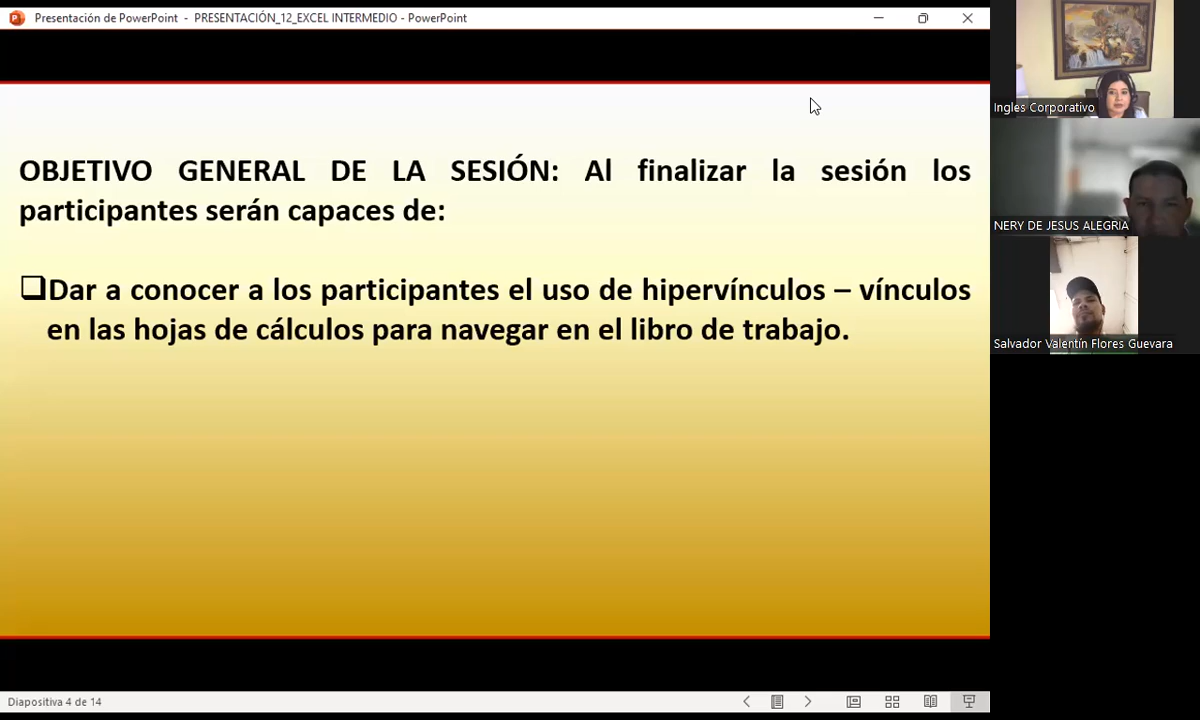 Presentación de PowerPoint - PRESENTACIÓN_12_EXCEL INTERMEDIO - PowerPoint
OBJETIVO GENERAL DE LA SESIÓN: Al finalizar la sesión los
participantes serán capaces de:
Dar a conocer a los participantes el uso de hipervínculos – vínculos
en las hojas de cálculos para navegar en el libro de trabajo.
Diapositiva 4 de 14
Ingles Corporativo
NERY DE JESUS ALEGRIA
Salvador Valentín Flores Guevara